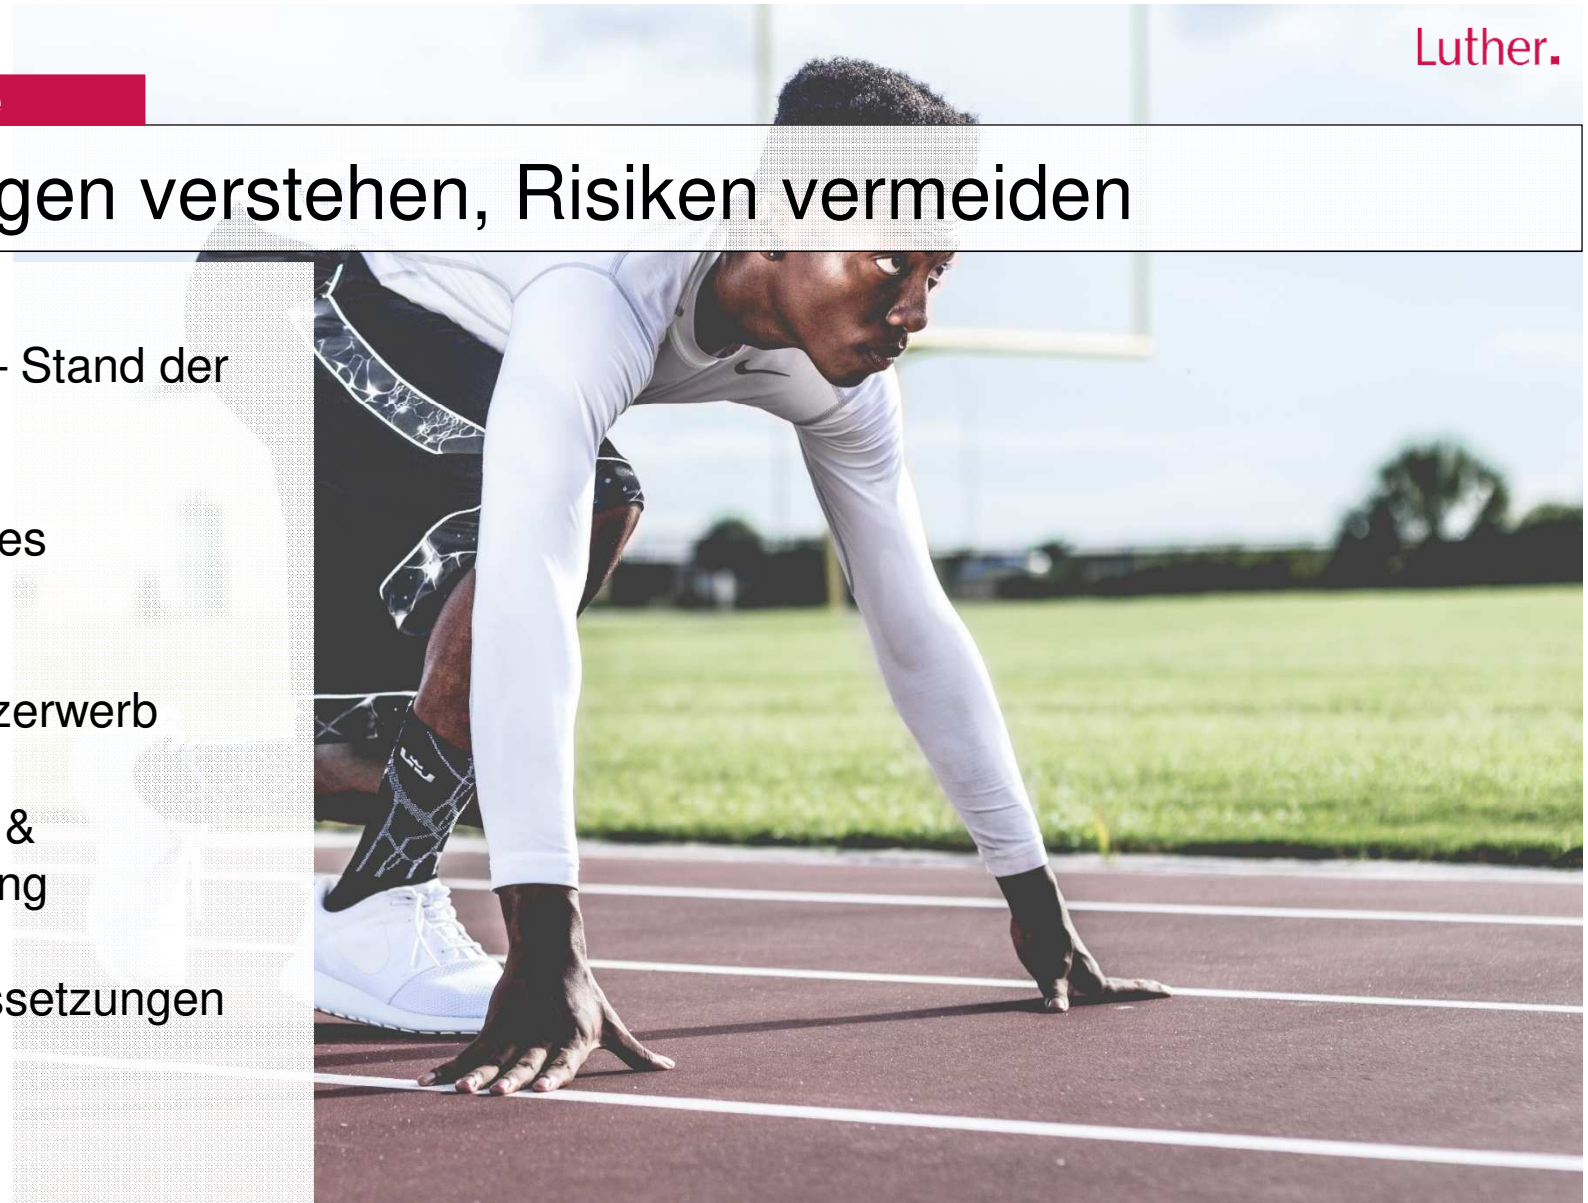 Luther.
e
gen verstehen, Risiken vermeiden
- Stand der
es
zerwerb
&
ng
ssetzungen